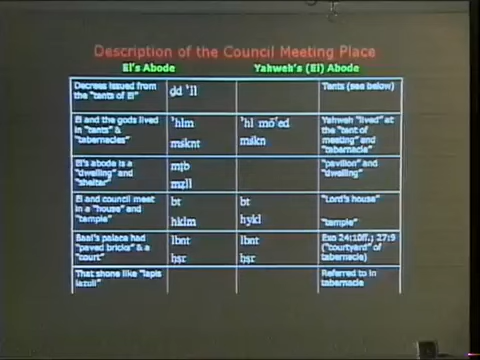 Description of the Council Meeting Place
El's Abode
Yahweh's (El) Abode
Decrees issued from
the "tents of El"
ḏd 'il
Tents (see below)
El and the gods lived
in "tents" &
"tabernacles"
'hlm
mšknt
'hl mô'ed
mškn
Yahweh "lived" at
the "tent of
meeting" and
"tabernacle"
El's abode is a
"dwelling" and
"shelter"
mṯb
mẓll
"pavilion" and
"dwelling"
El and council meet
in a "house" and
"temple"
bt
hklm
bt
hykl
"Lord's house"
"temple"
Baal's palace had
"paved bricks" & a
"court"
lbnt
ḥṣr
lbnt
ḥṣr
Exo 24:10ff.; 27:9
("courtyard" of
tabernacle)
That shone like "lapis
lazuli"
Referred to in
tabernacle